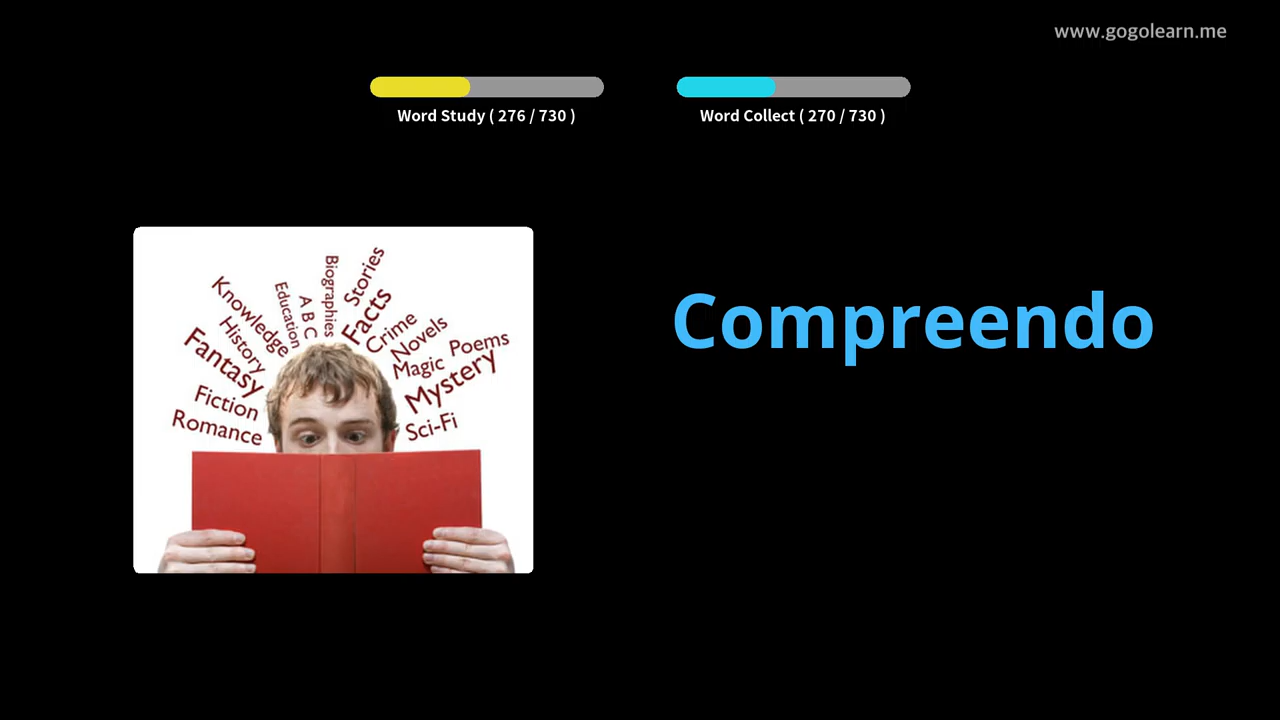 www.gogolearn.me
Word Study ( 276 / 730 )
Word Collect ( 270 / 730 )
Compreendo
Biographies
Stories
Education
A B C
Facts
Knowledge
Crime
History
Novels
Poems
Fantasy
Magic
Mystery
Fiction
Romance
Sci-Fi